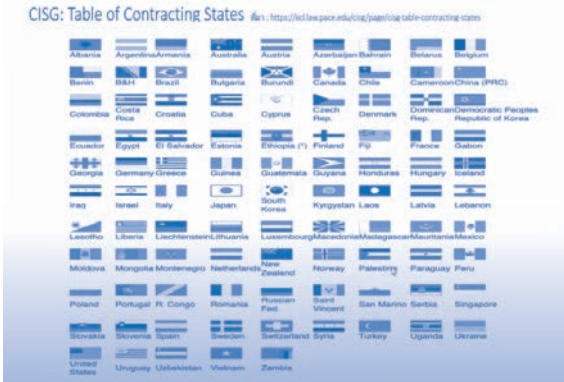 CISG: Table of Contracting States ที่มา : https://iicl.law.pace.edu/cisg/page/cisg-table-contracting-states
Albania Argentina Armenia Australia Austria Azerbaijan Bahrain Belarus Belgium
Benin B&H Brazil Bulgaria Burundi Canada Chile Cameroon China (PRC)
Colombia Costa Rica Croatia Cuba Cyprus Czech Rep. Denmark Dominican Rep. Democratic Peoples Republic of Korea
Ecuador Egypt El Salvador Estonia Ethiopia (*) Finland Fiji France Gabon
Georgia Germany Greece Guinea Guatemala Guyana Honduras Hungary Iceland
Iraq Israel Italy Japan South Korea Kyrgystan Laos Latvia Lebanon
Lesotho Liberia Liechtenstein Lithuania Luxembourg Macedonia Madagascar Mauritania Mexico
Moldova Mongolia Montenegro Netherlands New Zealand Norway Palestine Paraguay Peru
Poland Portugal R. Congo Romania Russian Fed. Saint Vincent San Marino Serbia Singapore
Slovakia Slovenia Spain Sweden Switzerland Syria Turkey Uganda Ukraine
United States Uruguay Uzbekistan Vietnam Zambia